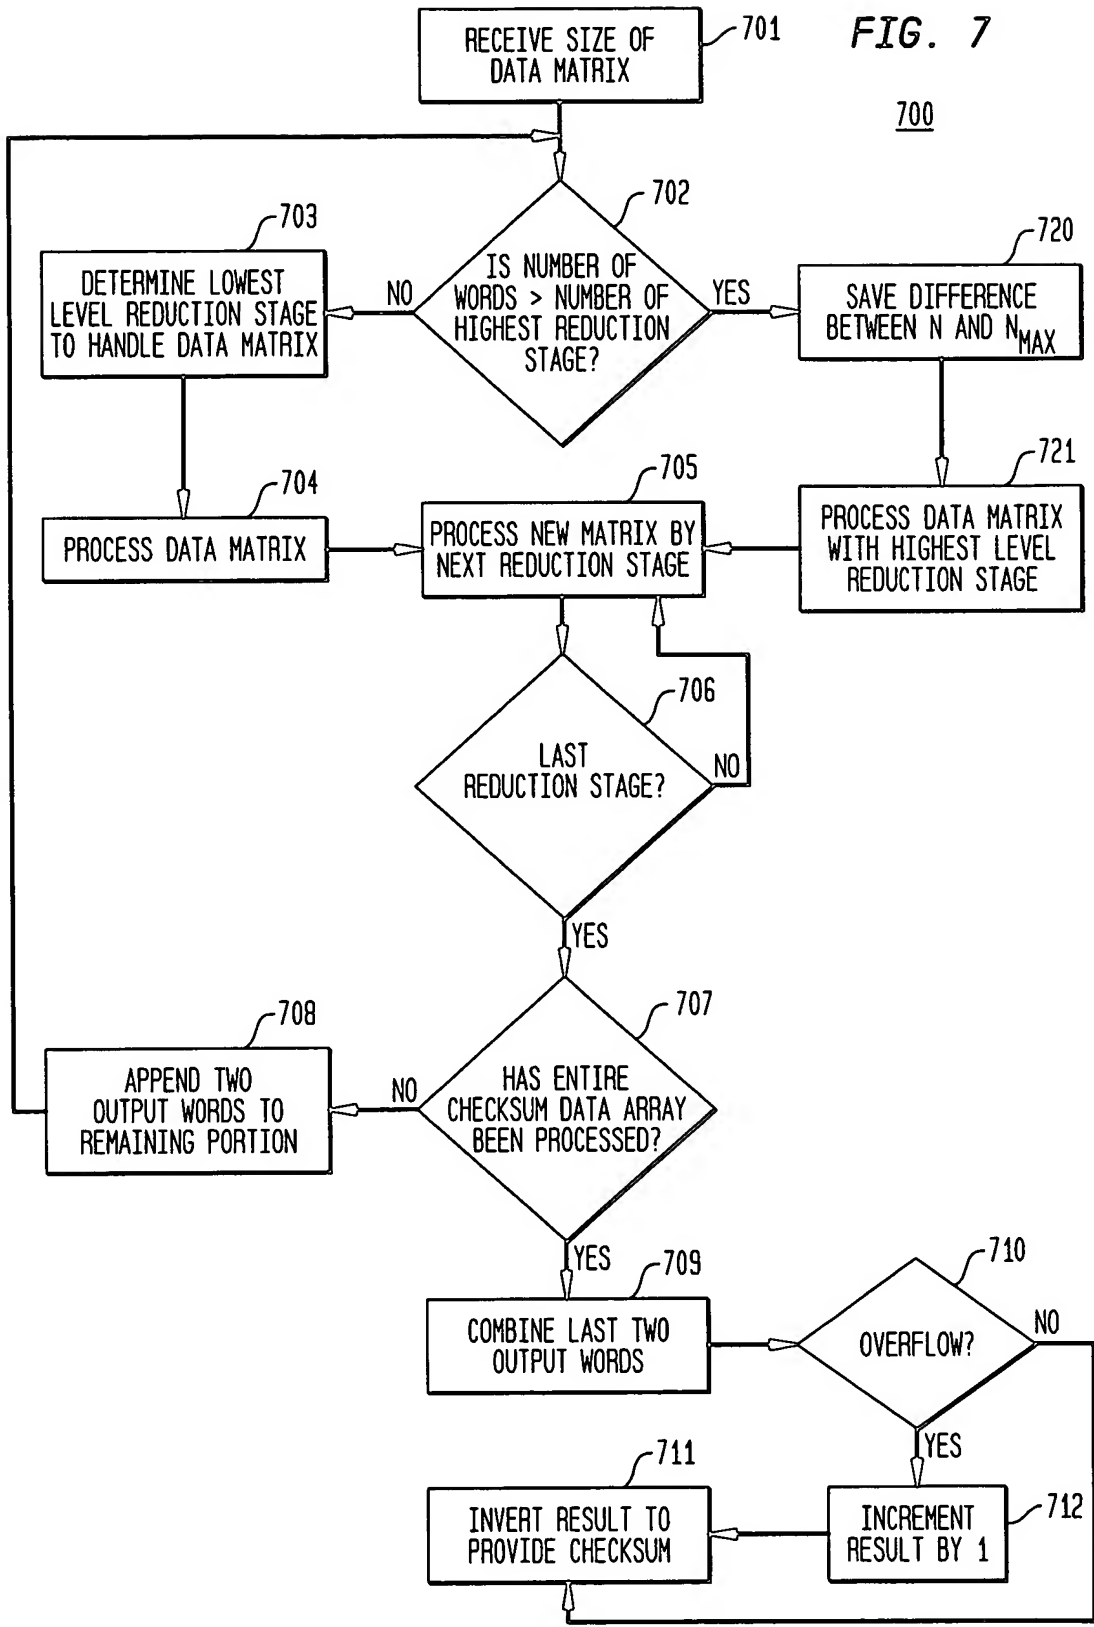 FIG. 7
700
701
RECEIVE SIZE OF
DATA MATRIX
702
IS NUMBER OF
WORDS > NUMBER OF
HIGHEST REDUCTION
STAGE?
NO
YES
703
DETERMINE LOWEST
LEVEL REDUCTION STAGE
TO HANDLE DATA MATRIX
720
SAVE DIFFERENCE
BETWEEN N AND N_MAX
704
PROCESS DATA MATRIX
705
PROCESS NEW MATRIX BY
NEXT REDUCTION STAGE
721
PROCESS DATA MATRIX
WITH HIGHEST LEVEL
REDUCTION STAGE
706
LAST
REDUCTION STAGE?
NO
YES
707
HAS ENTIRE
CHECKSUM DATA ARRAY
BEEN PROCESSED?
NO
708
APPEND TWO
OUTPUT WORDS TO
REMAINING PORTION
YES
709
COMBINE LAST TWO
OUTPUT WORDS
710
OVERFLOW?
NO
YES
711
INVERT RESULT TO
PROVIDE CHECKSUM
712
INCREMENT
RESULT BY 1